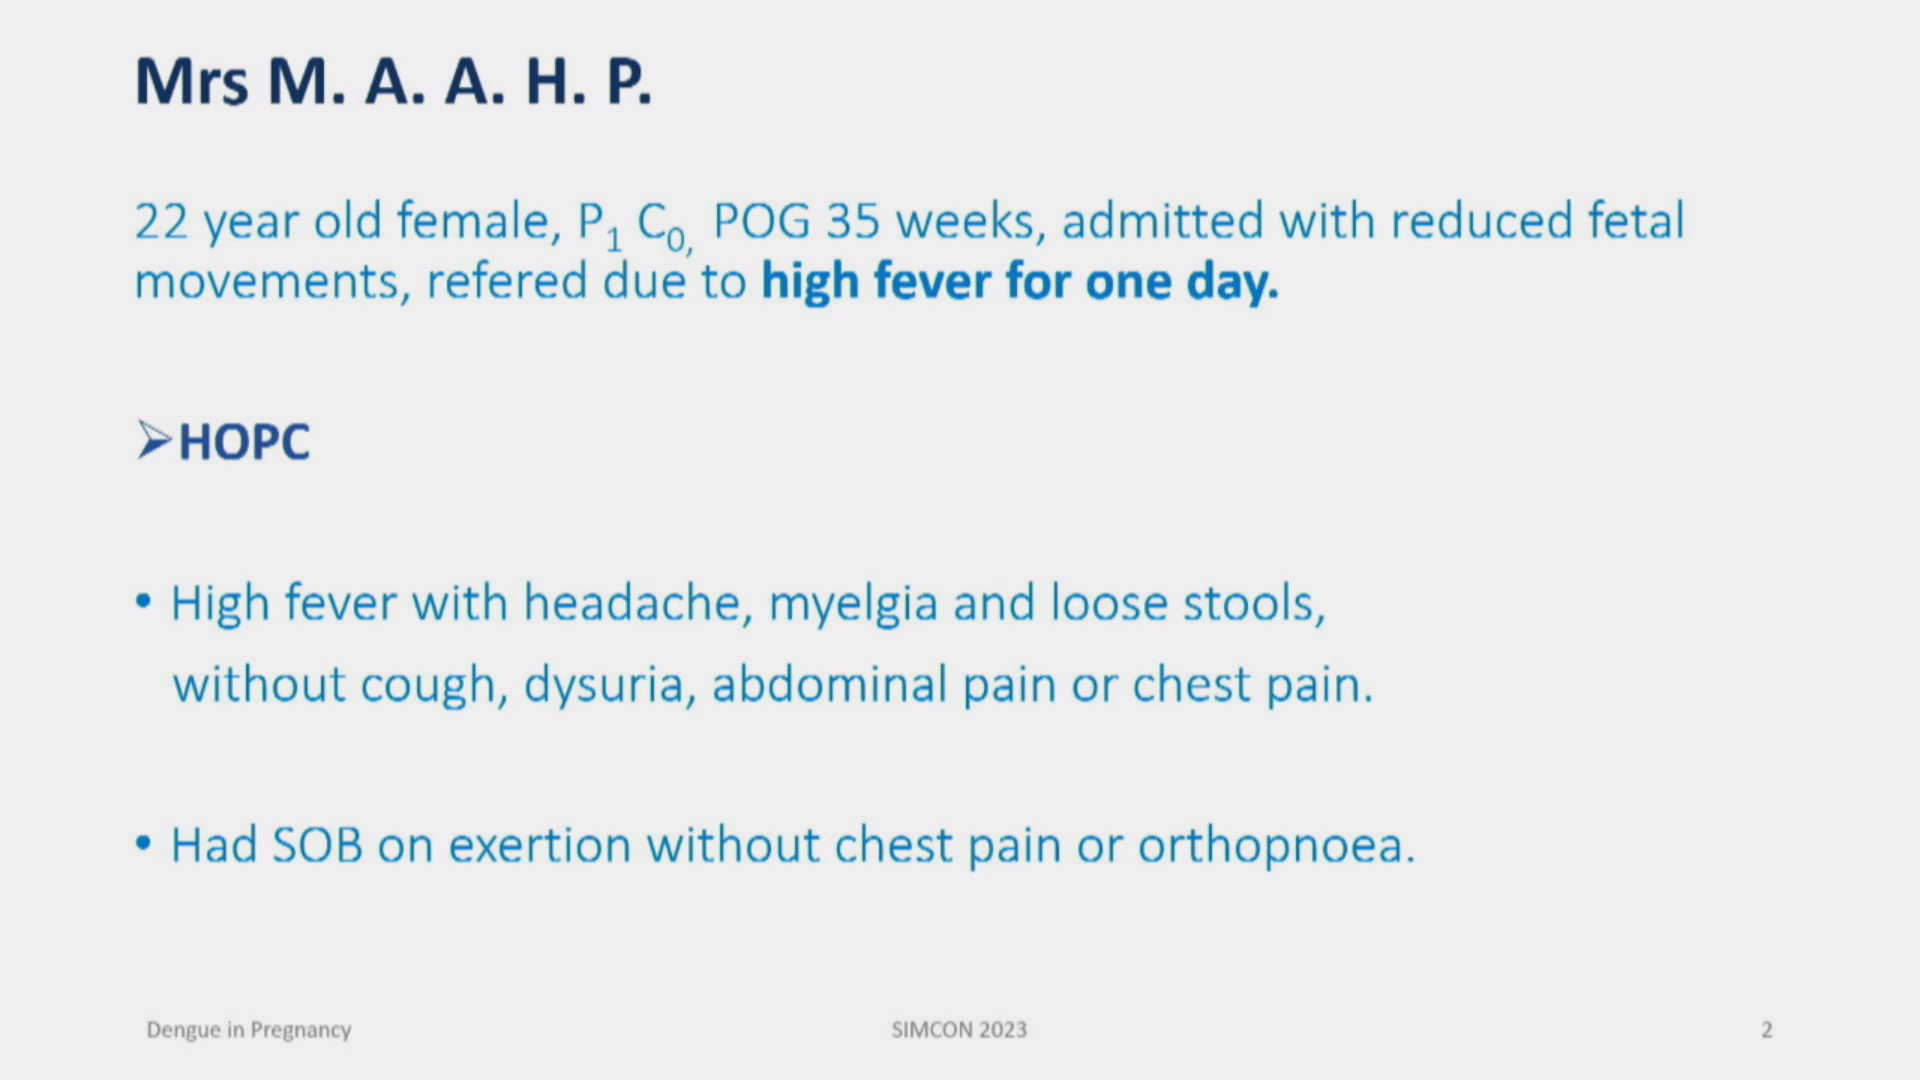 Mrs M. A. A. H. P.
22 year old female, P1 C0, POG 35 weeks, admitted with reduced fetal
movements, refered due to high fever for one day.
➢HOPC
• High fever with headache, myelgia and loose stools,
without cough, dysuria, abdominal pain or chest pain.
• Had SOB on exertion without chest pain or orthopnoea.
Dengue in Pregnancy SIMCON 2023 2